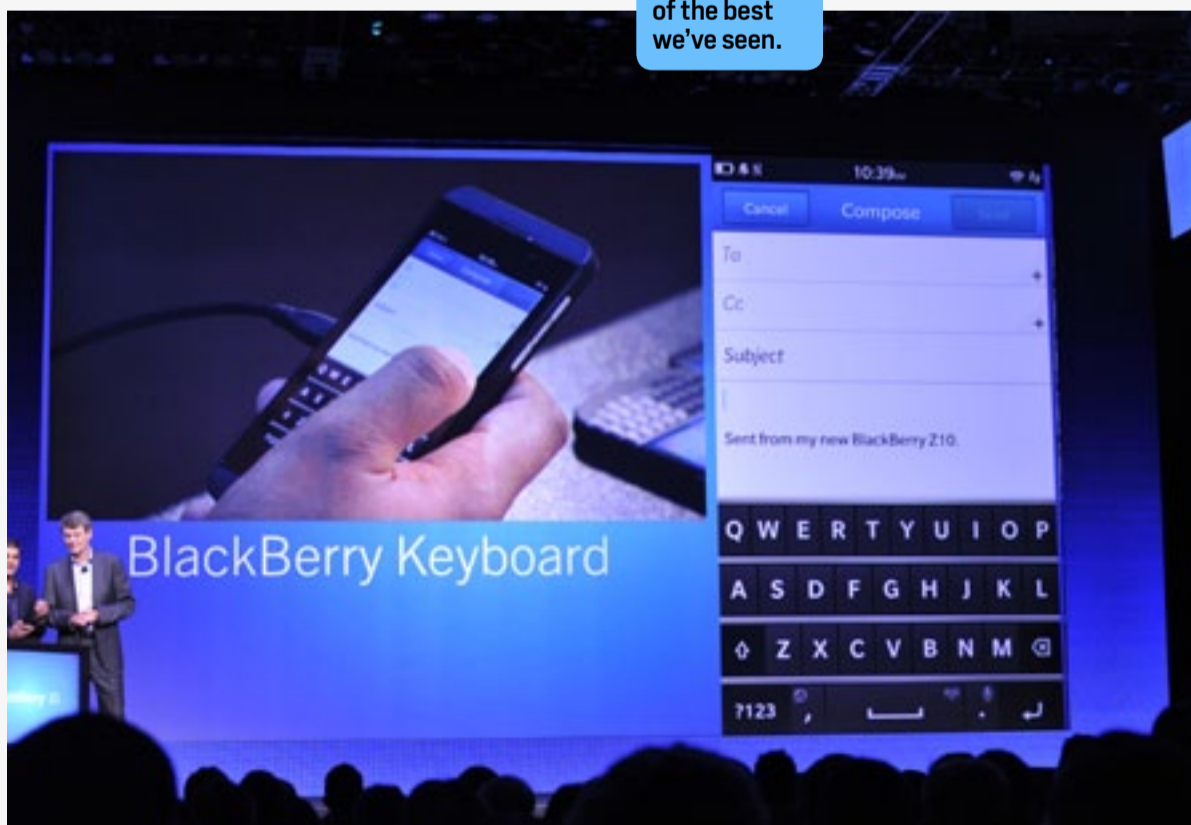 of the best
we've seen.
10:39
Cancel Compose
To
Cc
Subject
Sent from my new BlackBerry Z10.
BlackBerry Keyboard
Q W E R T Y U I O P
A S D F G H J K L
Z X C V B N M
?123 , .